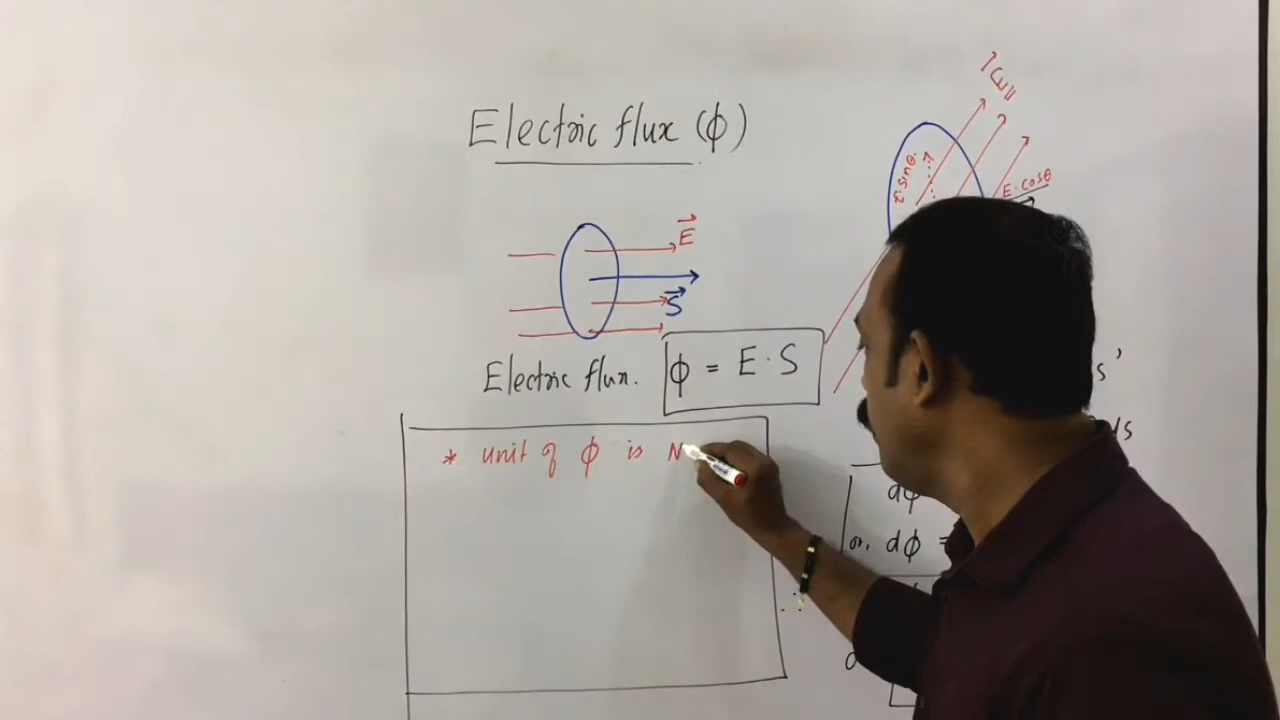 Electric flux (ϕ)
E
S
Electric flux. ϕ = E · S
* unit of ϕ is N
E
E·sinθ
E·cosθ
s'
dϕ
or, dϕ =